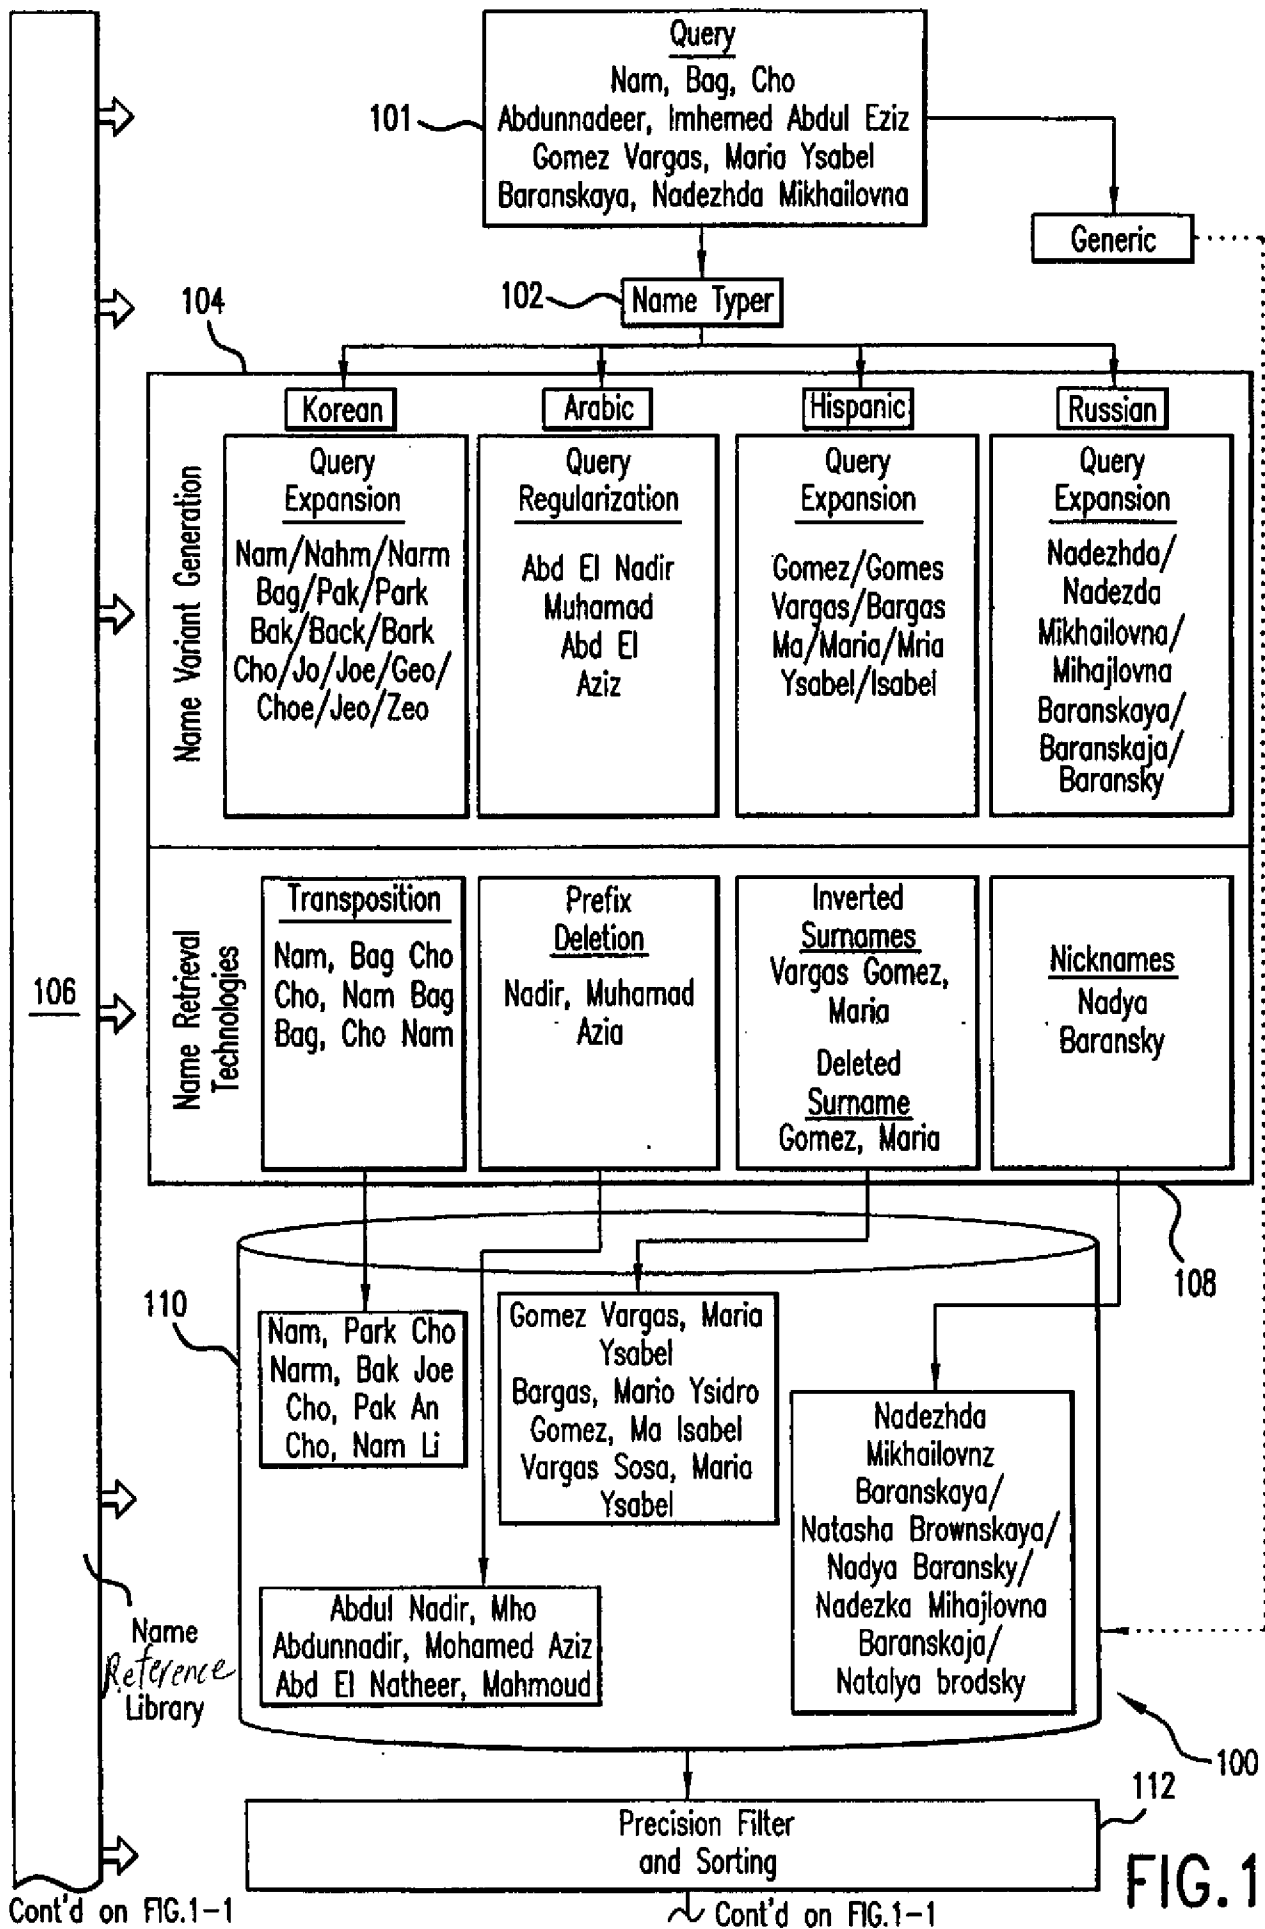 Query
Nam, Bag, Cho
Abdunnadeer, Imhemed Abdul Eziz
Gomez Vargas, Maria Ysabel
Baranskaya, Nadezhda Mikhailovna
101
Generic
102
Name Typer
104
Korean
Arabic
Hispanic
Russian
Name Variant Generation
Query
Expansion
Nam/Nahm/Narm
Bag/Pak/Park
Bak/Back/Bark
Cho/Jo/Joe/Geo/
Choe/Jeo/Zeo
Query
Regularization
Abd El Nadir
Muhamad
Abd El
Aziz
Query
Expansion
Gomez/Gomes
Vargas/Bargas
Ma/Maria/Mria
Ysabel/Isabel
Query
Expansion
Nadezhda/
Nadezda
Mikhailovna/
Mihajlovna
Baranskaya/
Baranskaja/
Baransky
106
Name Retrieval
Technologies
Transposition
Nam, Bag Cho
Cho, Nam Bag
Bag, Cho Nam
Prefix
Deletion
Nadir, Muhamad
Azia
Inverted
Surnames
Vargas Gomez,
Maria
Deleted
Surname
Gomez, Maria
Nicknames
Nadya
Baransky
108
110
Nam, Park Cho
Narm, Bak Joe
Cho, Pak An
Cho, Nam Li
Gomez Vargas, Maria
Ysabel
Bargas, Mario Ysidro
Gomez, Ma Isabel
Vargas Sosa, Maria
Ysabel
Nadezhda
Mikhailovnz
Baranskaya/
Natasha Brownskaya/
Nadya Baransky/
Nadezka Mihajlovna
Baranskaja/
Natalya brodsky
Abdul Nadir, Mho
Abdunnadir, Mohamed Aziz
Abd El Natheer, Mahmoud
Name
Reference
Library
100
112
Precision Filter
and Sorting
FIG.1
Cont'd on FIG.1-1
Cont'd on FIG.1-1